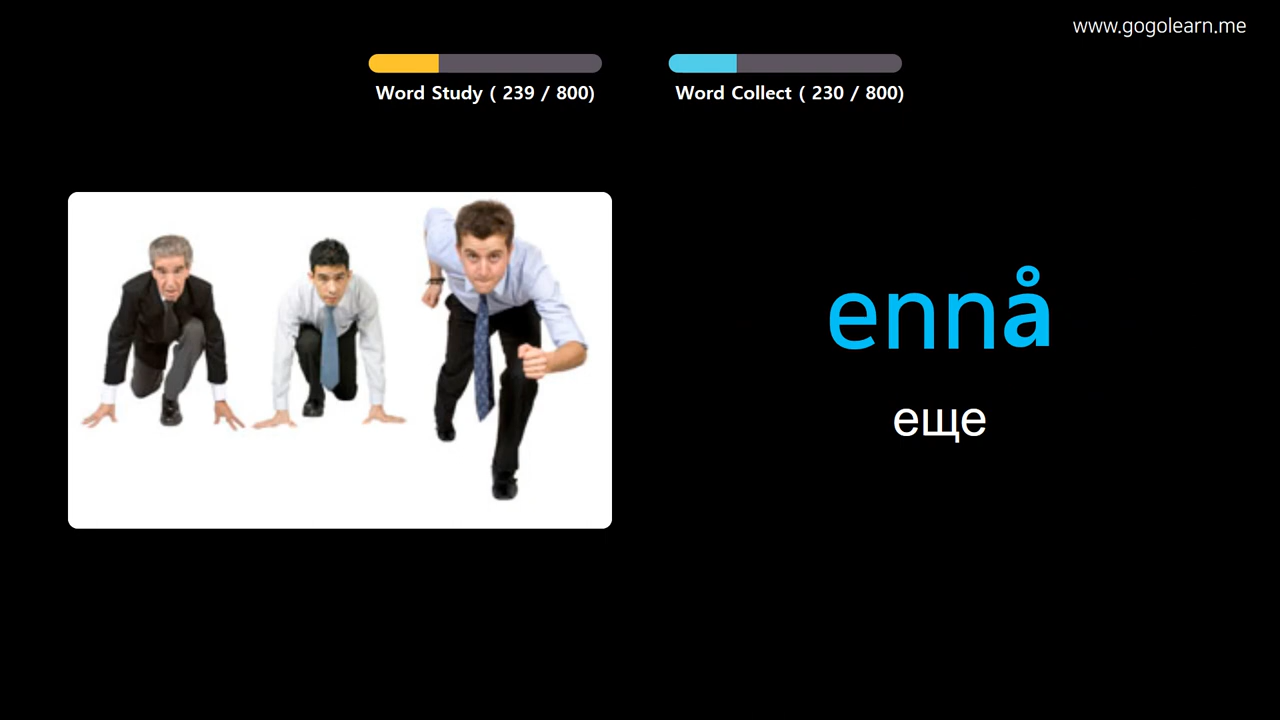 www.gogolearn.me
Word Study ( 239 / 800)
Word Collect ( 230 / 800)
ennå
еще